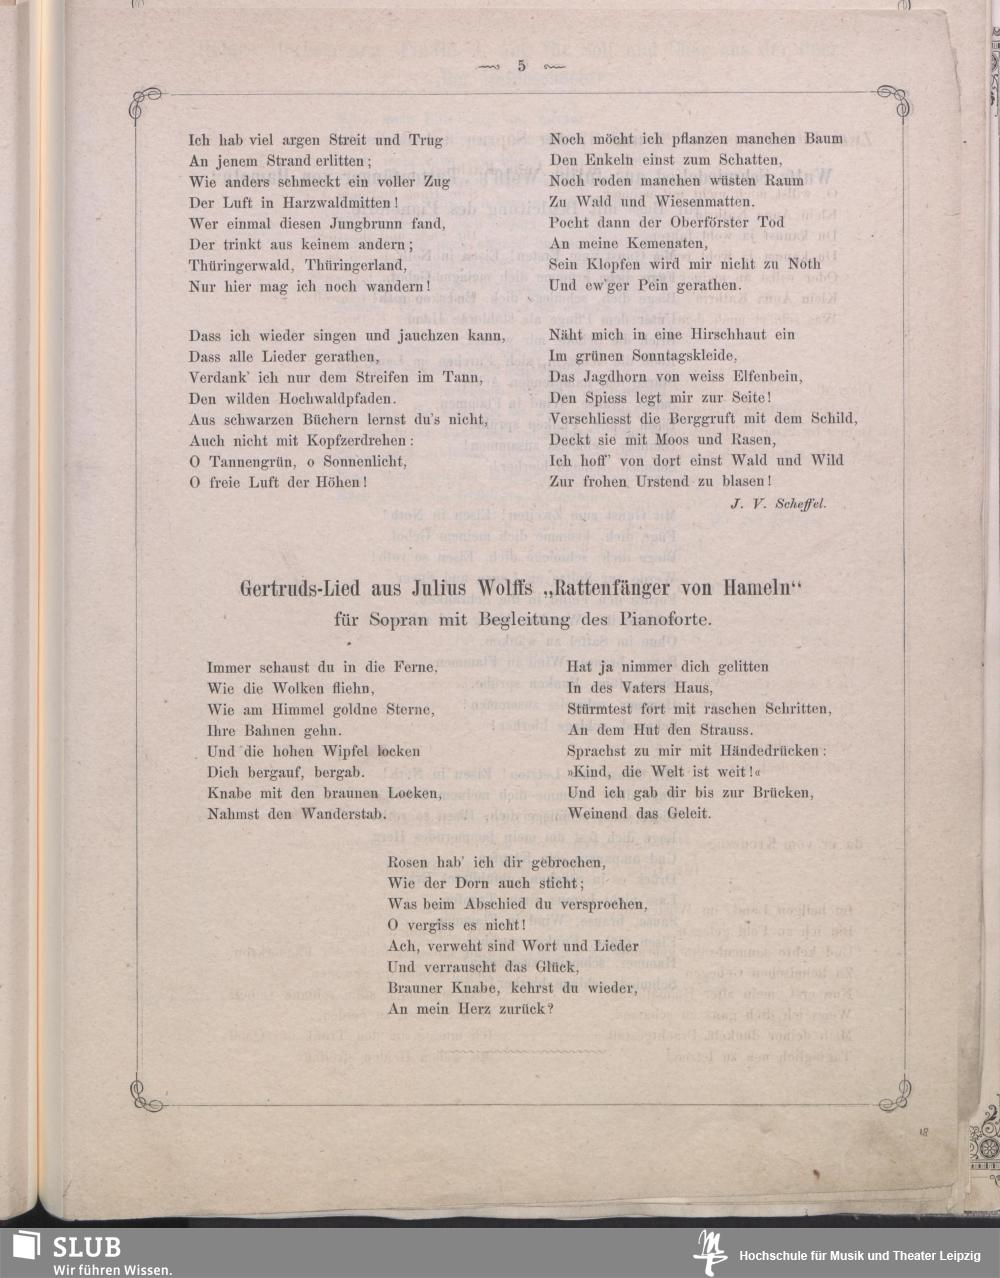 5
Ich hab viel argen Streit und Trug
An jenem Strand erlitten;
Wie anders schmeckt ein voller Zug
Der Luft in Harzwaldmitten!
Wer einmal diesen Jungbrunn fand,
Der trinkt aus keinem andern;
Thüringerwald, Thüringerland,
Nur hier mag ich noch wandern!
Dass ich wieder singen und jauchzen kann,
Dass alle Lieder gerathen,
Verdank' ich nur dem Streifen im Tann,
Den wilden Hochwaldpfaden.
Aus schwarzen Büchern lernst du's nicht,
Auch nicht mit Kopfzerdrehen:
O Tannengrün, o Sonnenlicht,
O freie Luft der Höhen!
Noch möcht ich pflanzen manchen Baum
Den Enkeln einst zum Schatten,
Noch roden manchen wüsten Raum
Zu Wald und Wiesenmatten.
Pocht dann der Oberförster Tod
An meine Kemenaten,
Sein Klopfen wird mir nicht zu Noth
Und ew'ger Pein gerathen.
Näht mich in eine Hirschhaut ein
Im grünen Sonntagskleide,
Das Jagdhorn von weiss Elfenbein,
Den Spiess legt mir zur Seite!
Verschliesst die Berggruft mit dem Schild,
Deckt sie mit Moos und Rasen,
Ich hoff' von dort einst Wald und Wild
Zur frohen Urstend zu blasen!
J. V. Scheffel.
Gertruds-Lied aus Julius Wolffs „Rattenfänger von Hameln“
für Sopran mit Begleitung des Pianoforte.
Immer schaust du in die Ferne,
Wie die Wolken fliehn,
Wie am Himmel goldne Sterne,
Ihre Bahnen gehn.
Und die hohen Wipfel locken
Dich bergauf, bergab.
Knabe mit den braunen Locken,
Nahmst den Wanderstab.
Hat ja nimmer dich gelitten
In des Vaters Haus,
Stürmtest fort mit raschen Schritten,
An dem Hut den Strauss.
Sprachst zu mir mit Händedrücken:
»Kind, die Welt ist weit!«
Und ich gab dir bis zur Brücken,
Weinend das Geleit.
Rosen hab' ich dir gebrochen,
Wie der Dorn auch sticht;
Was beim Abschied du versprochen,
O vergiss es nicht!
Ach, verweht sind Wort und Lieder
Und verrauscht das Glück,
Brauner Knabe, kehrst du wieder,
An mein Herz zurück?
18
SLUB
Wir führen Wissen.
Hochschule für Musik und Theater Leipzig